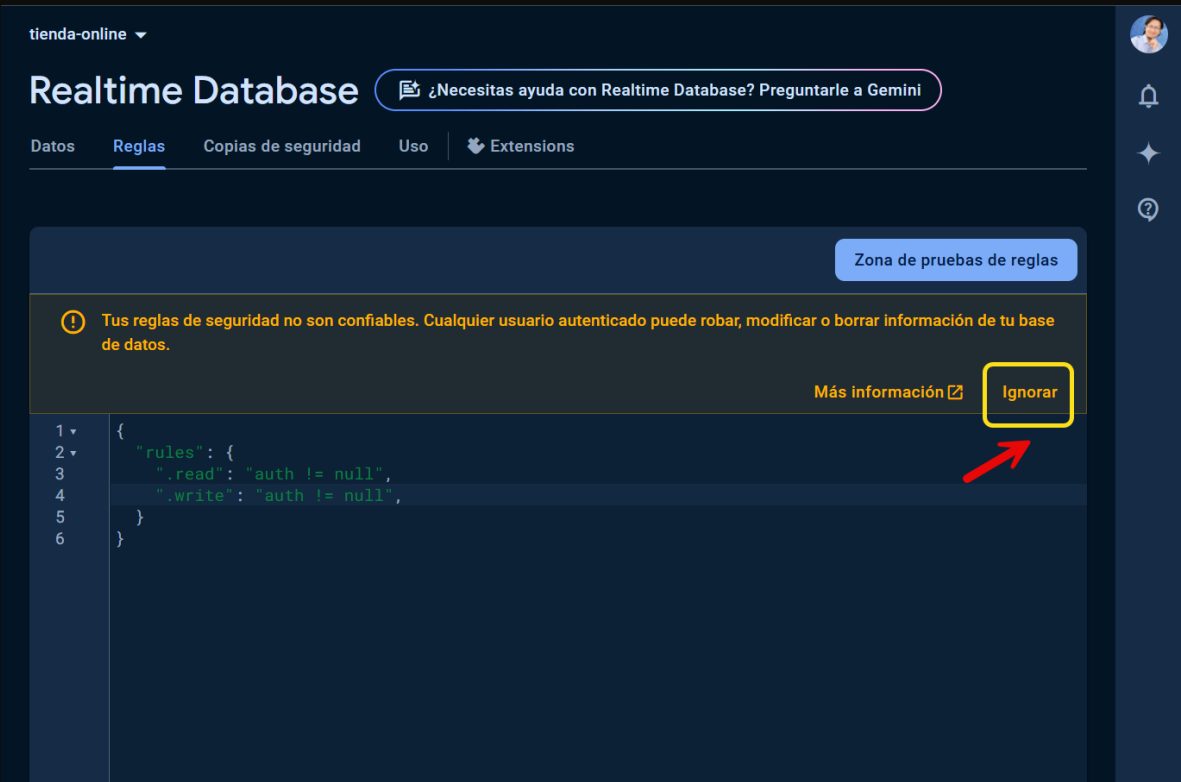 tienda-online
Realtime Database
¿Necesitas ayuda con Realtime Database? Preguntarle a Gemini
Datos
Reglas
Copias de seguridad
Uso
Extensions
Zona de pruebas de reglas
Tus reglas de seguridad no son confiables. Cualquier usuario autenticado puede robar, modificar o borrar información de tu base
de datos.
Más información
Ignorar
1 {
2 "rules": {
3 ".read": "auth != null",
4 ".write": "auth != null",
5 }
6 }